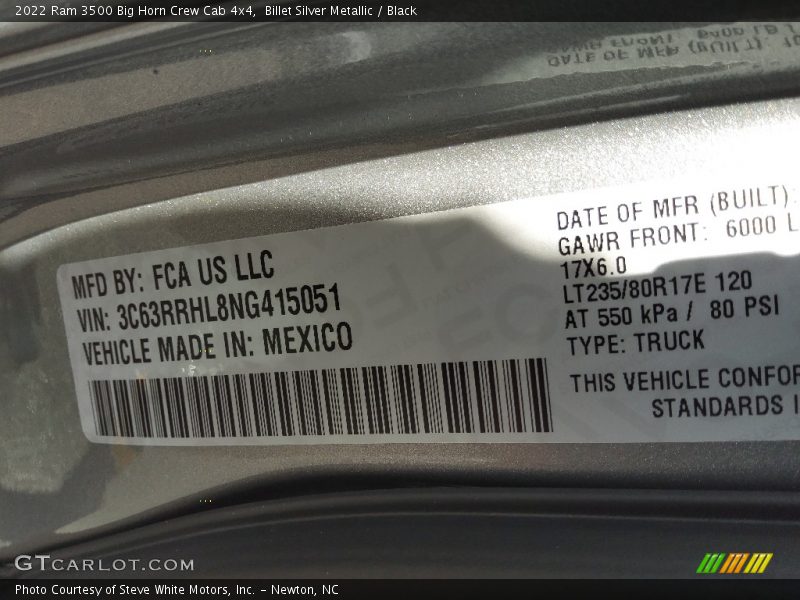 2022 Ram 3500 Big Horn Crew Cab 4x4,  Billet Silver Metallic / Black
MFD BY: FCA US LLC
VIN: 3C63RRHL8NG415051
VEHICLE MADE IN: MEXICO
DATE OF MFR (BUILT):
GAWR FRONT: 6000 L
17X6.0
LT235/80R17E 120
AT 550 kPa / 80 PSI
TYPE: TRUCK
THIS VEHICLE CONFOR
STANDARDS I
GTCARLOT.COM
Photo Courtesy of Steve White Motors, Inc. – Newton, NC